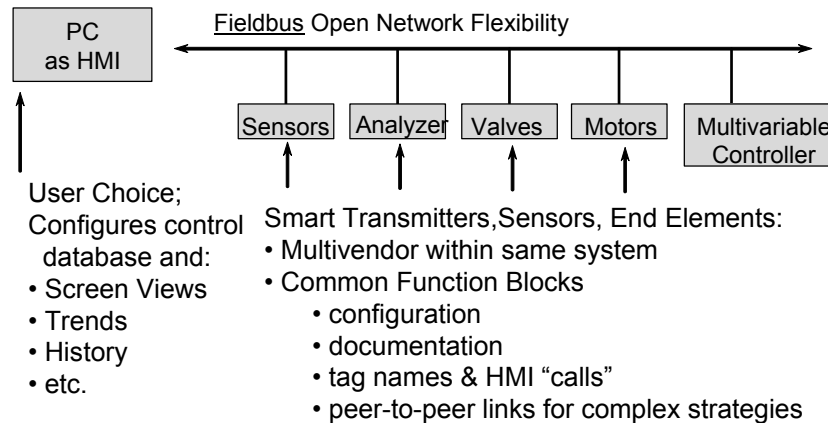 PC
as HMI
Fieldbus Open Network Flexibility
Sensors
Analyzer
Valves
Motors
Multivariable
Controller
User Choice;
Configures control
database and:
• Screen Views
• Trends
• History
• etc.
Smart Transmitters,Sensors, End Elements:
• Multivendor within same system
• Common Function Blocks
• configuration
• documentation
• tag names & HMI “calls”
• peer-to-peer links for complex strategies